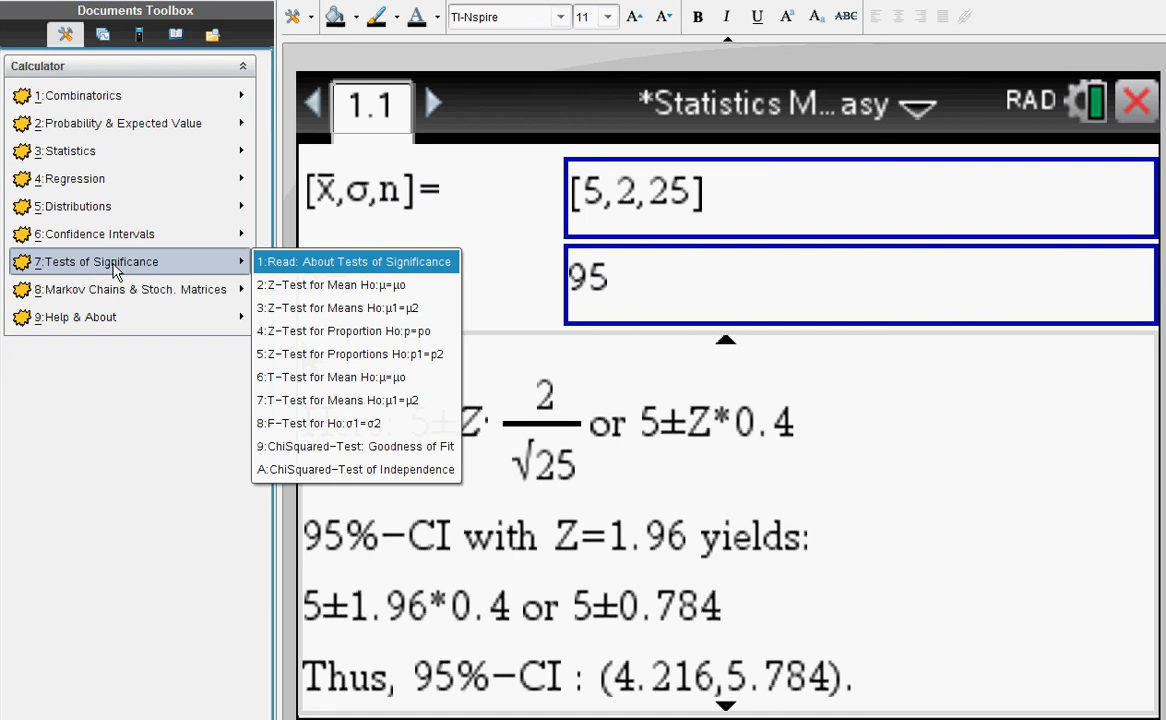 Documents Toolbox
Calculator
1:Combinatorics
2:Probability & Expected Value
3:Statistics
4:Regression
5:Distributions
6:Confidence Intervals
7:Tests of Significance
8:Markov Chains & Stoch. Matrices
9:Help & About
1:Read: About Tests of Significance
2:Z-Test for Mean Ho:μ=μo
3:Z-Test for Means Ho:μ1=μ2
4:Z-Test for Proportion Ho:p=po
5:Z-Test for Proportions Ho:p1=p2
6:T-Test for Mean Ho:μ=μo
7:T-Test for Means Ho:μ1=μ2
8:F-Test for Ho:σ1=σ2
9:ChiSquared-Test: Goodness of Fit
A:ChiSquared-Test of Independence
TI-Nspire 11 A A B I U Aª Aₐ ABC
1.1 *Statistics M... asy RAD
[x̄,σ,n]= [5,2,25]
95
Here: 5±Z· 2/√25 or 5±Z*0.4
95%-CI with Z=1.96 yields:
5±1.96*0.4 or 5±0.784
Thus, 95%-CI : (4.216,5.784).